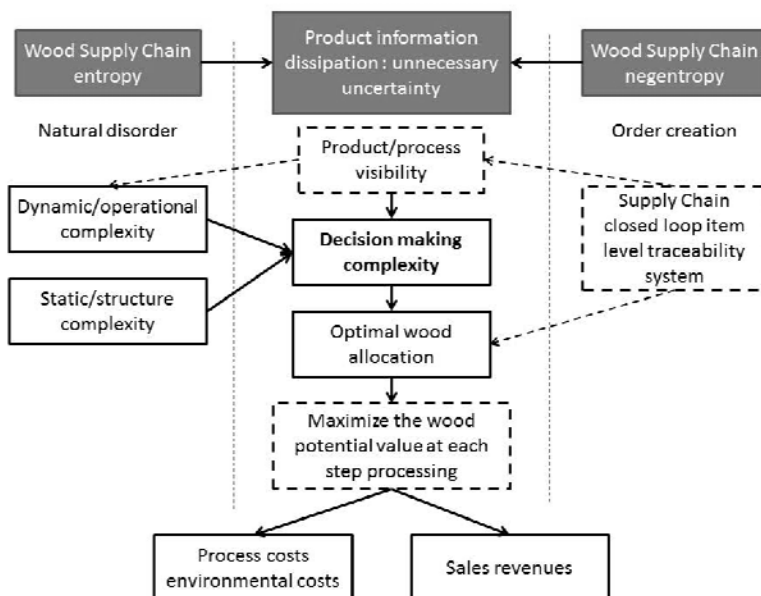 Wood Supply Chain
entropy
Product information
dissipation : unnecessary
uncertainty
Wood Supply Chain
negentropy
Natural disorder
Order creation
Product/process
visibility
Dynamic/operational
complexity
Supply Chain
closed loop item
level traceability
system
Decision making
complexity
Static/structure
complexity
Optimal wood
allocation
Maximize the wood
potential value at each
step processing
Process costs
environmental costs
Sales revenues